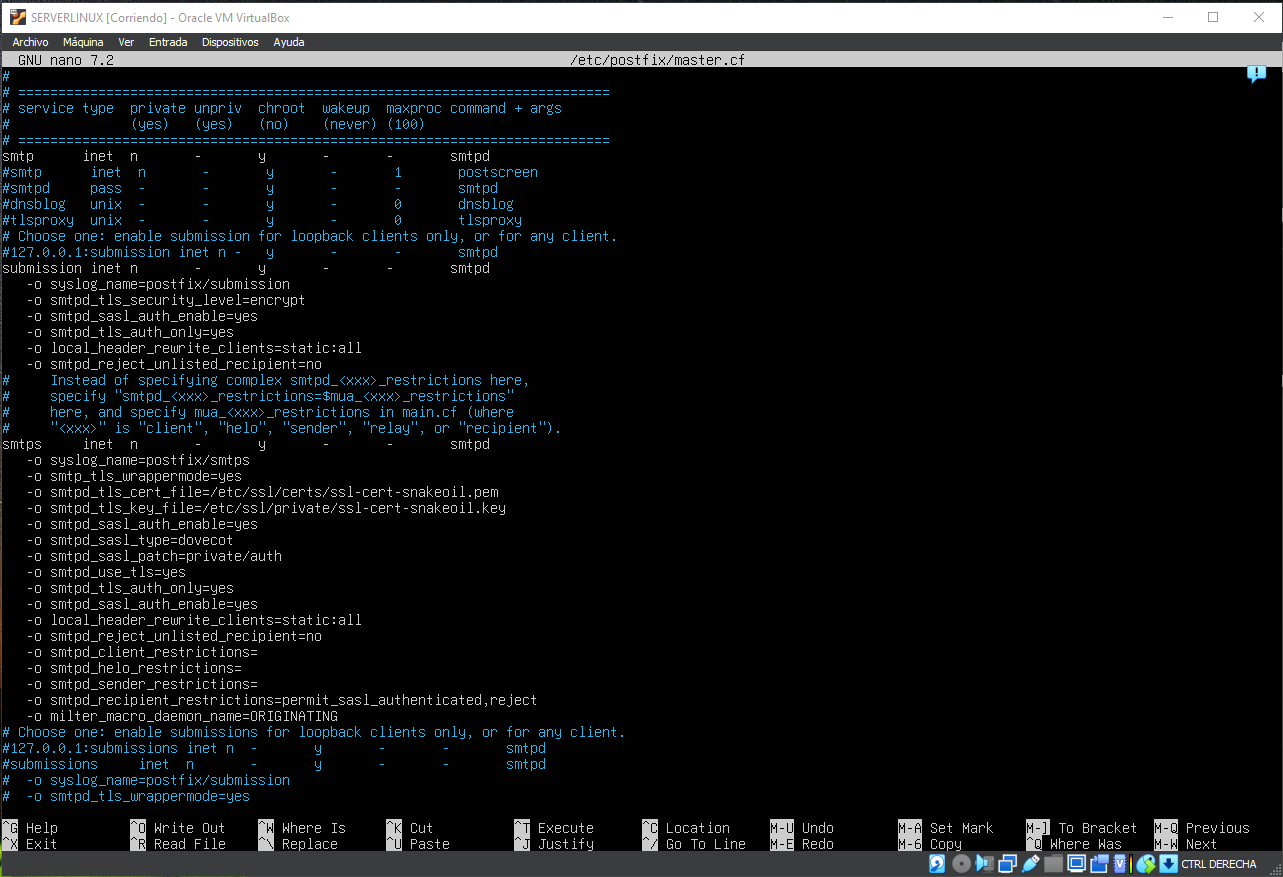 SERVERLINUX [Corriendo] - Oracle VM VirtualBox
Archivo Máquina Ver Entrada Dispositivos Ayuda
GNU nano 7.2 /etc/postfix/master.cf
#
# ==========================================================================
# service type  private unpriv  chroot  wakeup  maxproc command + args
#               (yes)   (yes)   (no)    (never) (100)
# ==========================================================================
smtp      inet  n       -       y       -       -       smtpd
#smtp      inet  n       -       y       -       1       postscreen
#smtpd     pass  -       -       y       -       -       smtpd
#dnsblog   unix  -       -       y       -       0       dnsblog
#tlsproxy  unix  -       -       y       -       0       tlsproxy
# Choose one: enable submission for loopback clients only, or for any client.
#127.0.0.1:submission inet n -   y       -       -       smtpd
submission inet n       -       y       -       -       smtpd
   -o syslog_name=postfix/submission
   -o smtpd_tls_security_level=encrypt
   -o smtpd_sasl_auth_enable=yes
   -o smtpd_tls_auth_only=yes
   -o local_header_rewrite_clients=static:all
   -o smtpd_reject_unlisted_recipient=no
#     Instead of specifying complex smtpd_<xxx>_restrictions here,
#     specify "smtpd_<xxx>_restrictions=$mua_<xxx>_restrictions"
#     here, and specify mua_<xxx>_restrictions in main.cf (where
#     "<xxx>" is "client", "helo", "sender", "relay", or "recipient").
smtps     inet  n       -       y       -       -       smtpd
   -o syslog_name=postfix/smtps
   -o smtp_tls_wrappermode=yes
   -o smtpd_tls_cert_file=/etc/ssl/certs/ssl-cert-snakeoil.pem
   -o smtpd_tls_key_file=/etc/ssl/private/ssl-cert-snakeoil.key
   -o smtpd_sasl_auth_enable=yes
   -o smtpd_sasl_type=dovecot
   -o smtpd_sasl_patch=private/auth
   -o smtpd_use_tls=yes
   -o smtpd_tls_auth_only=yes
   -o smtpd_sasl_auth_enable=yes
   -o local_header_rewrite_clients=static:all
   -o smtpd_reject_unlisted_recipient=no
   -o smtpd_client_restrictions=
   -o smtpd_helo_restrictions=
   -o smtpd_sender_restrictions=
   -o smtpd_recipient_restrictions=permit_sasl_authenticated,reject
   -o milter_macro_daemon_name=ORIGINATING
# Choose one: enable submissions for loopback clients only, or for any client.
#127.0.0.1:submissions inet n  -       y       -       -       smtpd
#submissions     inet  n       -       y       -       -       smtpd
#  -o syslog_name=postfix/submission
#  -o smtpd_tls_wrappermode=yes
^G Help ^O Write Out ^W Where Is ^K Cut ^T Execute ^C Location M-U Undo M-A Set Mark M-] To Bracket M-Q Previous
^X Exit ^R Read File ^\ Replace ^U Paste ^J Justify ^/ Go To Line M-E Redo M-6 Copy ^Q Where Was M-W Next
CTRL DERECHA